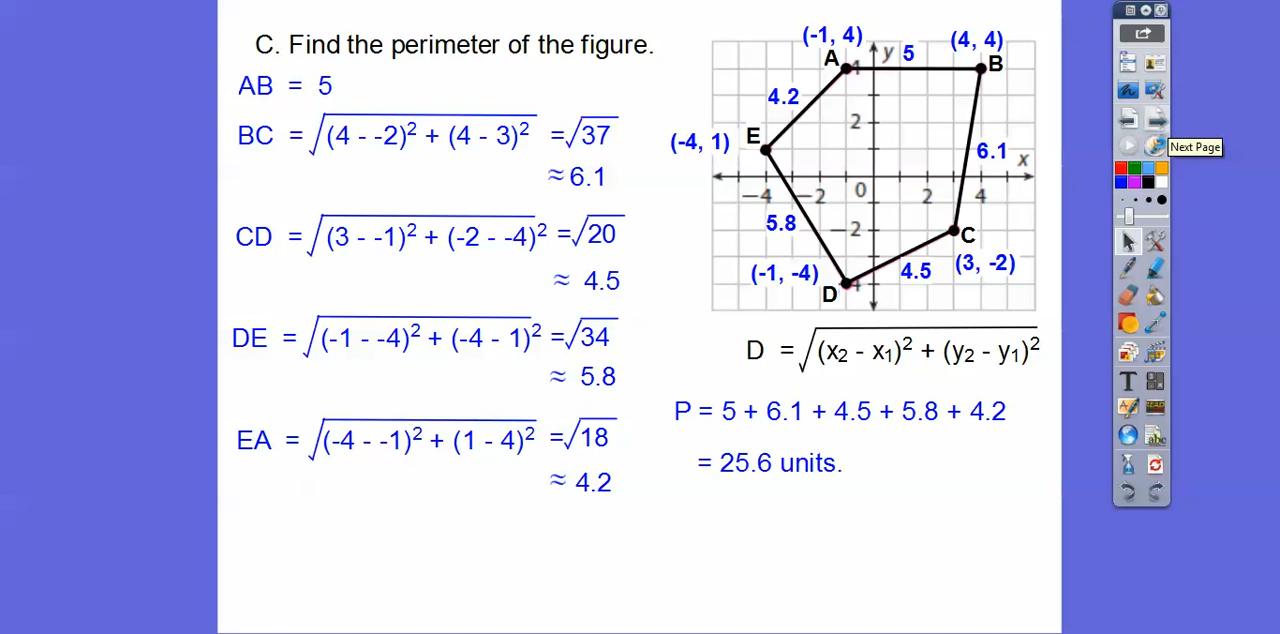 C. Find the perimeter of the figure.
AB = 5
BC = √(4 - -2)² + (4 - 3)² = √37
≈ 6.1
CD = √(3 - -1)² + (-2 - -4)² = √20
≈ 4.5
DE = √(-1 - -4)² + (-4 - 1)² = √34
≈ 5.8
EA = √(-4 - -1)² + (1 - 4)² = √18
≈ 4.2
(-1, 4) (4, 4)
A 4 y 5 B
4.2
2
(-4, 1) E
6.1 x
−4 −2 0 2 4
5.8 −2 C
(-1, -4) 4.5 (3, -2)
D 4
D = √(x₂ - x₁)² + (y₂ - y₁)²
P = 5 + 6.1 + 4.5 + 5.8 + 4.2
= 25.6 units.
Next Page
T